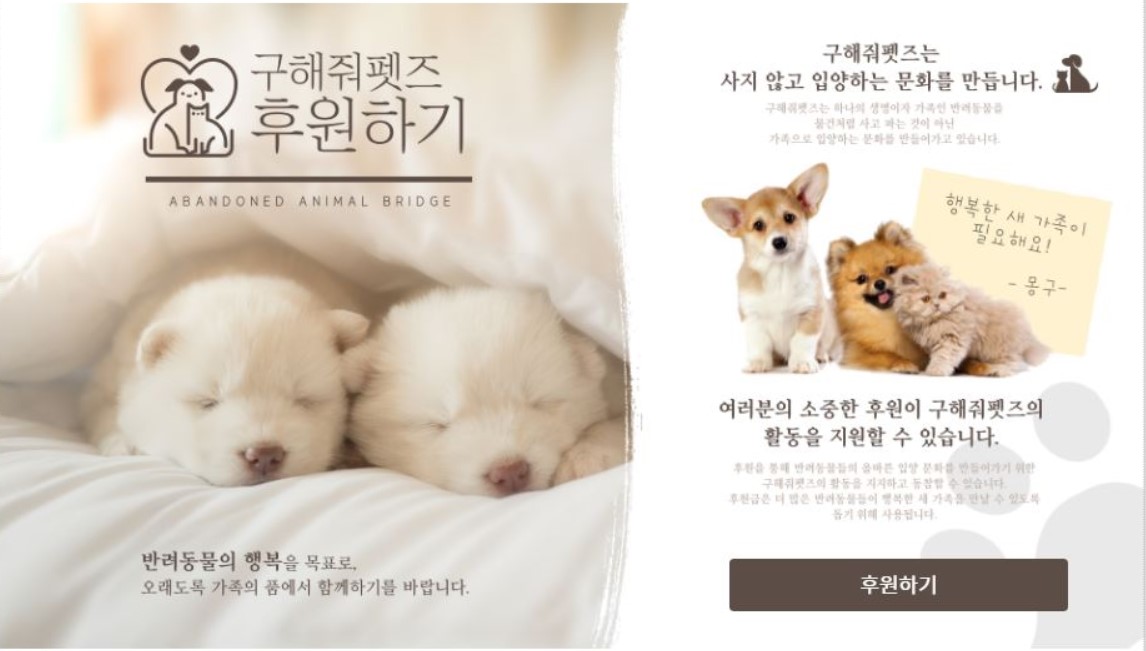 구해줘펫즈
후원하기
ABANDONED ANIMAL BRIDGE
반려동물의 행복을 목표로,
오래도록 가족의 품에서 함께하기를 바랍니다.
구해줘펫즈는
사지 않고 입양하는 문화를 만듭니다.
구해줘펫즈는 하나의 생명이자 가족인 반려동물을
물건처럼 사고 파는 것이 아닌
가족으로 입양하는 문화를 만들어가고 있습니다.
행복한 새 가족이
필요해요!
- 몽구-
여러분의 소중한 후원이 구해줘펫즈의
활동을 지원할 수 있습니다.
후원을 통해 반려동물들의 올바른 입양 문화를 만들어가기 위한
구해줘펫즈의 활동을 지지하고 동참할 수 있습니다.
후원금은 더 많은 반려동물들이 행복한 새 가족을 만날 수 있도록
돕기 위해 사용됩니다.
후원하기